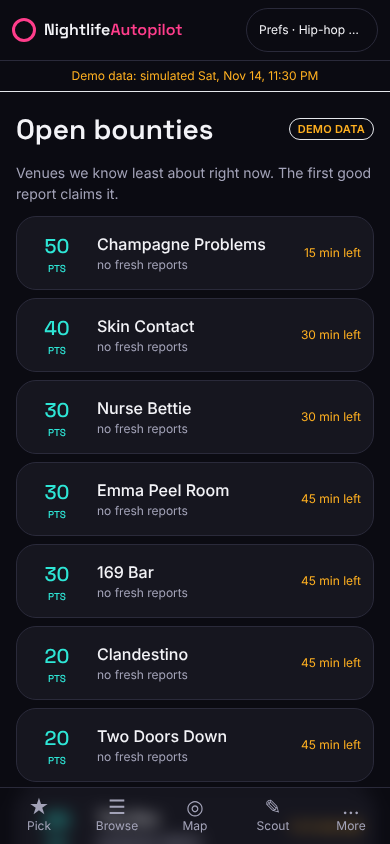 NightlifeAutopilot
Prefs · Hip-hop ...
Demo data: simulated Sat, Nov 14, 11:30 PM
Open bounties
DEMO DATA
Venues we know least about right now. The first good
report claims it.
50
PTS
Champagne Problems
no fresh reports
15 min left
40
PTS
Skin Contact
no fresh reports
30 min left
30
PTS
Nurse Bettie
no fresh reports
30 min left
30
PTS
Emma Peel Room
no fresh reports
45 min left
30
PTS
169 Bar
no fresh reports
45 min left
20
PTS
Clandestino
no fresh reports
45 min left
20
PTS
Two Doors Down
no fresh reports
45 min left
Pick
Browse
Map
Scout
... More